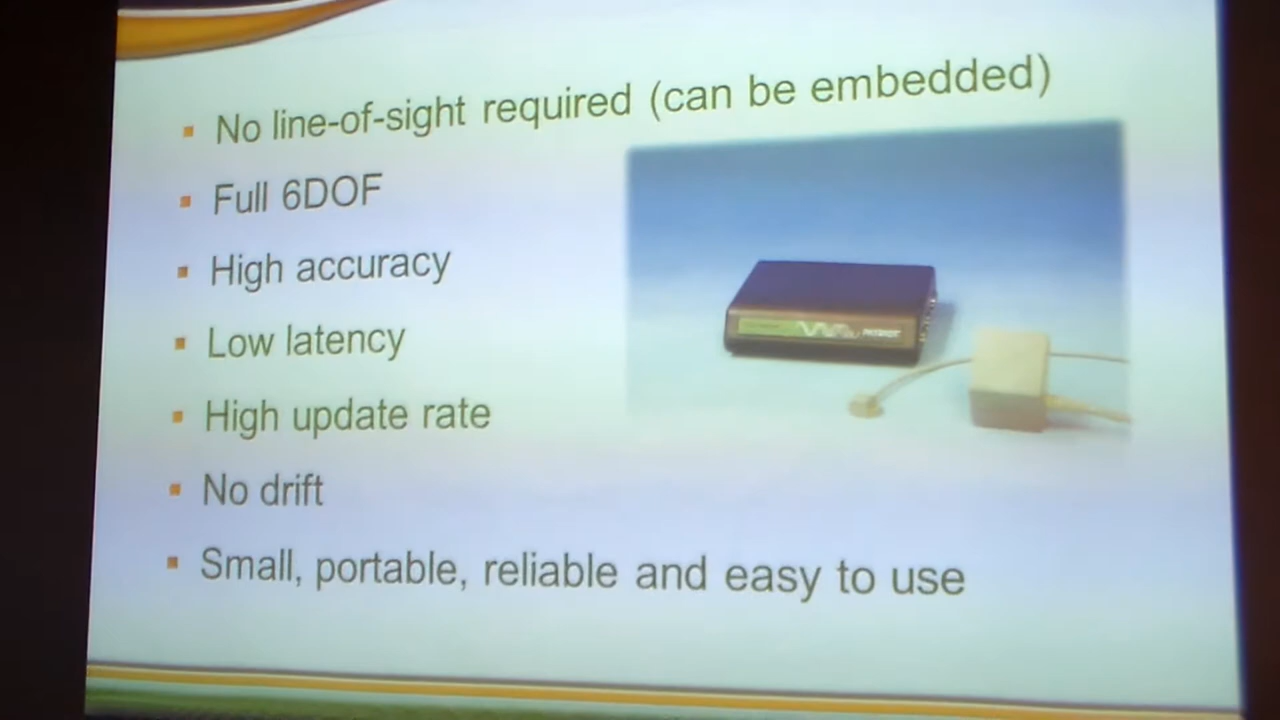 No line-of-sight required (can be embedded)
Full 6DOF
High accuracy
Low latency
High update rate
No drift
Small, portable, reliable and easy to use
PATRIOT